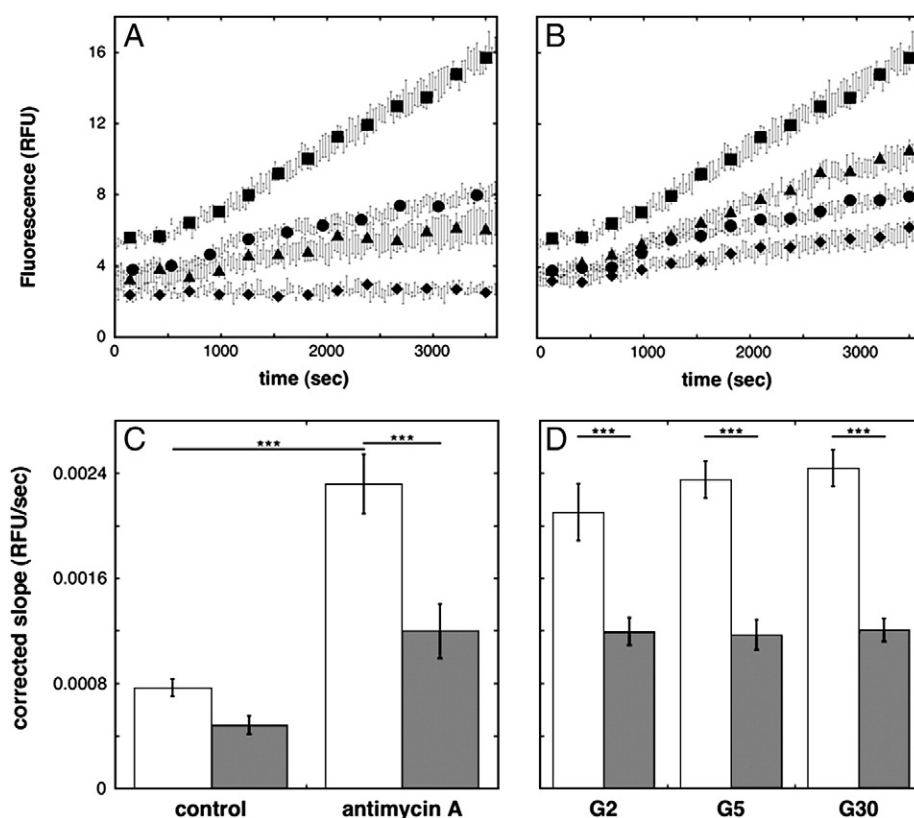 A
B
16
12
8
4
0
Fluorescence (RFU)
0 1000 2000 3000
0 1000 2000 3000
time (sec)
time (sec)
C
D
***
***
***
***
***
0.0024
0.0016
0.0008
0
corrected slope (RFU/sec)
control antimycin A
G2 G5 G30